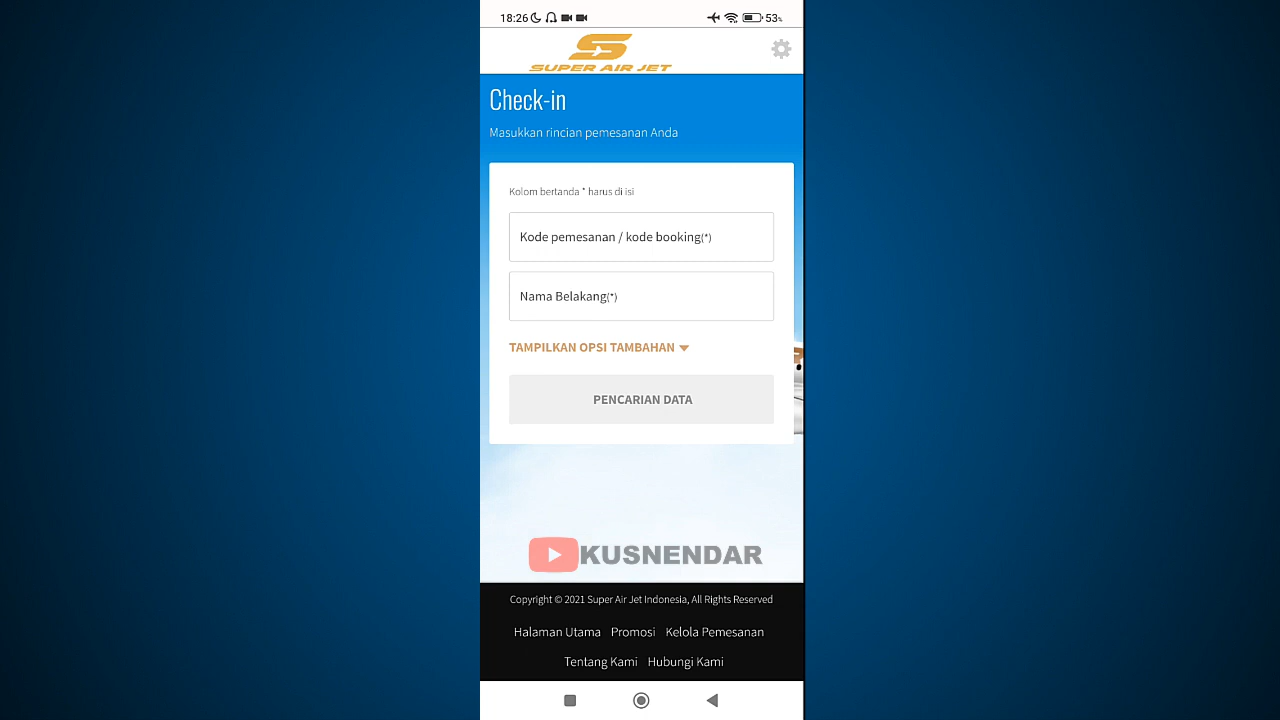 18:26
53%
SUPER AIR JET
Check-in
Masukkan rincian pemesanan Anda
Kolom bertanda * harus di isi
Kode pemesanan / kode booking(*)
Nama Belakang(*)
TAMPILKAN OPSI TAMBAHAN
PENCARIAN DATA
KUSNENDAR
Copyright © 2021 Super Air Jet Indonesia, All Rights Reserved
Halaman Utama Promosi Kelola Pemesanan
Tentang Kami Hubungi Kami